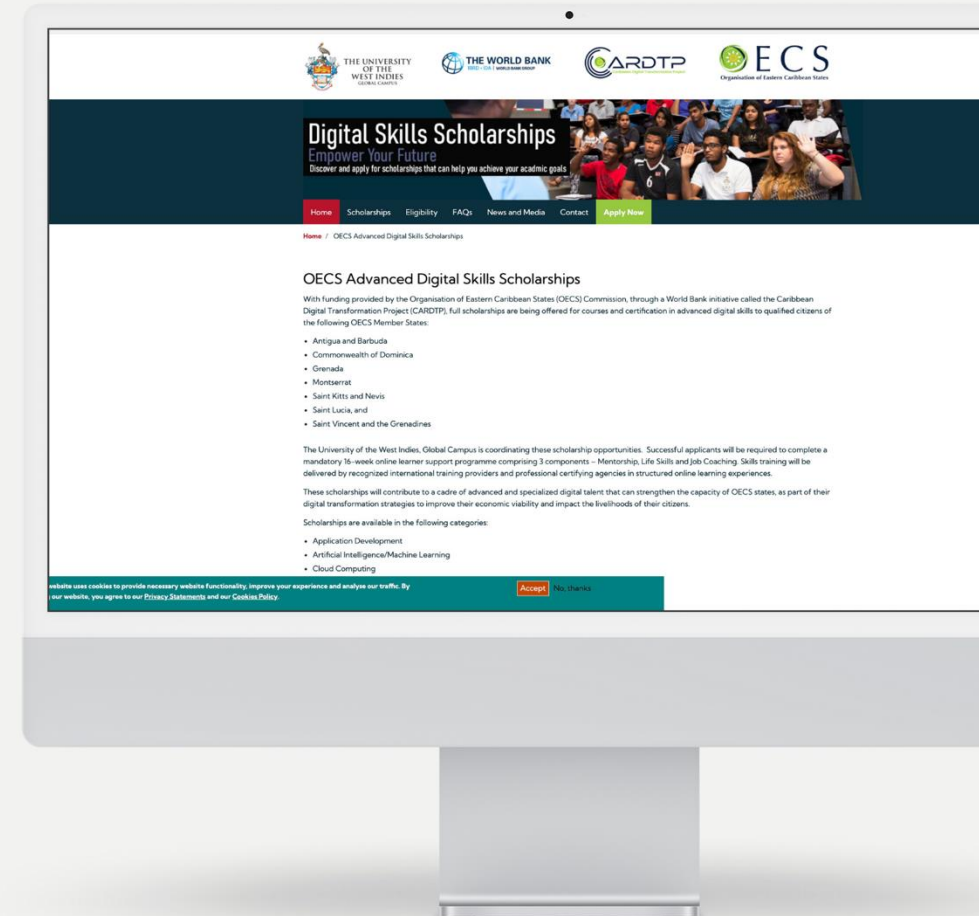 THE UNIVERSITY
OF THE
WEST INDIES
GLOBAL CAMPUS
THE WORLD BANK
IBRD • IDA | WORLD BANK GROUP
CARDTP
OECS
Organisation of Eastern Caribbean States
Digital Skills Scholarships
Empower Your Future
Discover and apply for scholarships that can help you achieve your acadmic goals
6
Home Scholarships Eligibility FAQs News and Media Contact Apply Now
Home / OECS Advanced Digital Skills Scholarships
OECS Advanced Digital Skills Scholarships
With funding provided by the Organisation of Eastern Caribbean States (OECS) Commission, through a World Bank initiative called the Caribbean
Digital Transformation Project (CARDTP), full scholarships are being offered for courses and certification in advanced digital skills to qualified citizens of
the following OECS Member States:
• Antigua and Barbuda
• Commonwealth of Dominica
• Grenada
• Montserrat
• Saint Kitts and Nevis
• Saint Lucia, and
• Saint Vincent and the Grenadines
The University of the West Indies, Global Campus is coordinating these scholarship opportunities. Successful applicants will be required to complete a
mandatory 16-week online learner support programme comprising 3 components – Mentorship, Life Skills and Job Coaching. Skills training will be
delivered by recognized international training providers and professional certifying agencies in structured online learning experiences.
These scholarships will contribute to a cadre of advanced and specialized digital talent that can strengthen the capacity of OECS states, as part of their
digital transformation strategies to improve their economic viability and impact the livelihoods of their citizens.
Scholarships are available in the following categories:
• Application Development
• Artificial Intelligence/Machine Learning
• Cloud Computing
website uses cookies to provide necessary website functionality, improve your experience and analyse our traffic. By
our website, you agree to our Privacy Statements and our Cookies Policy.
Accept No, thanks